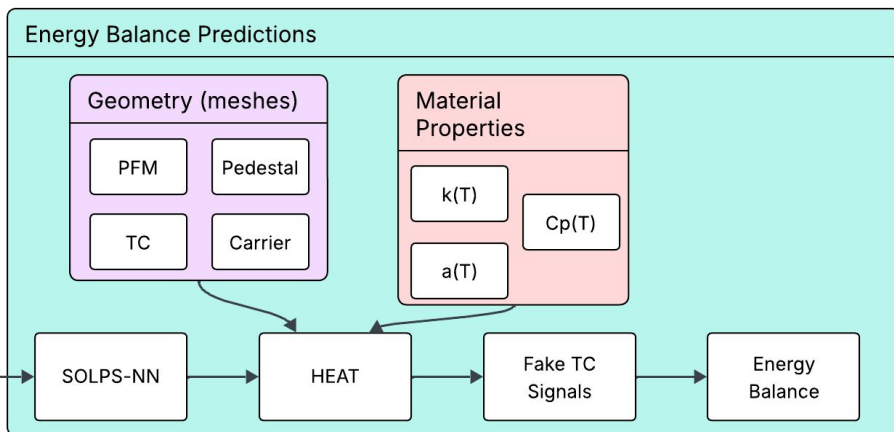 Energy Balance Predictions
Geometry (meshes)
PFM
Pedestal
TC
Carrier
Material
Properties
k(T)
Cp(T)
a(T)
SOLPS-NN
HEAT
Fake TC
Signals
Energy
Balance